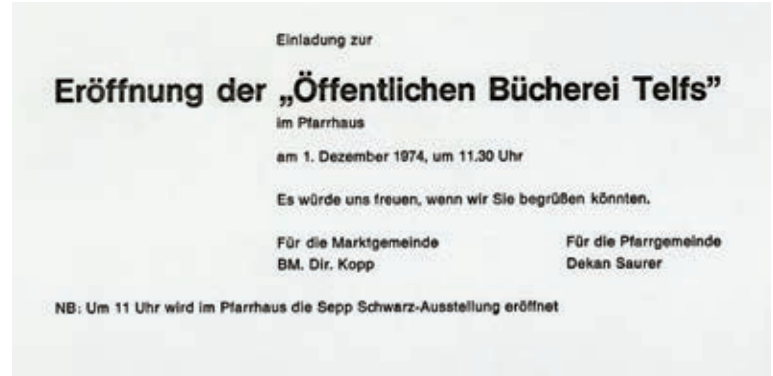 Einladung zur
Eröffnung der „Öffentlichen Bücherei Telfs”
im Pfarrhaus
am 1. Dezember 1974, um 11.30 Uhr
Es würde uns freuen, wenn wir Sie begrüßen könnten.
Für die Marktgemeinde Für die Pfarrgemeinde
BM. Dir. Kopp Dekan Saurer
NB: Um 11 Uhr wird im Pfarrhaus die Sepp Schwarz-Ausstellung eröffnet